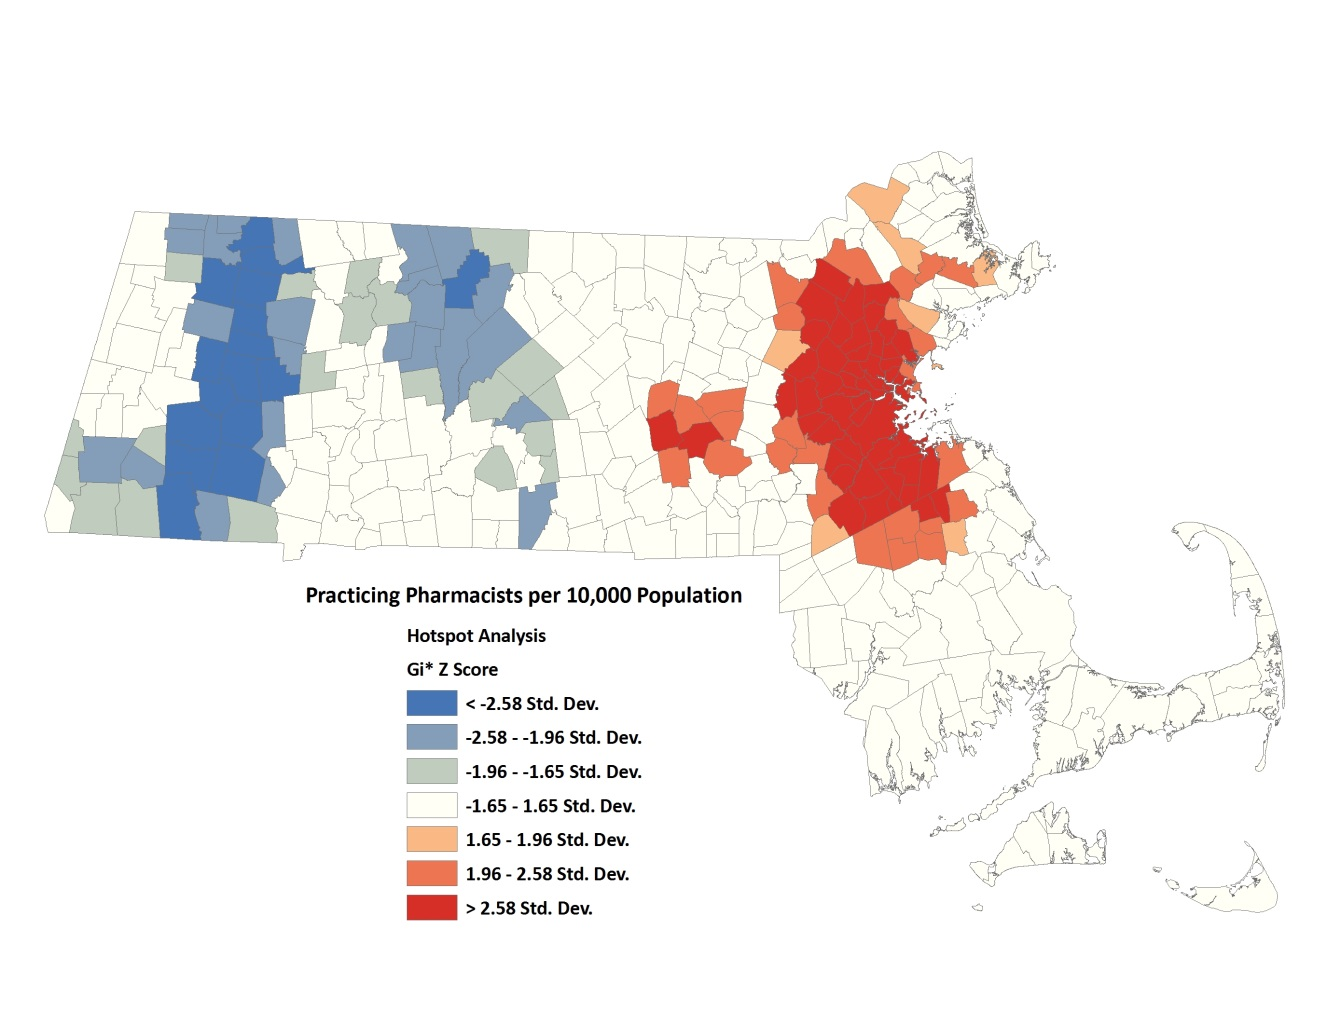 Practicing Pharmacists per 10,000 Population
Hotspot Analysis
Gi* Z Score
< -2.58 Std. Dev.
-2.58 - -1.96 Std. Dev.
-1.96 - -1.65 Std. Dev.
-1.65 - 1.65 Std. Dev.
1.65 - 1.96 Std. Dev.
1.96 - 2.58 Std. Dev.
> 2.58 Std. Dev.